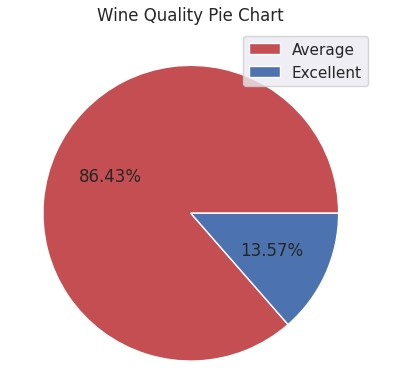 Wine Quality Pie Chart
Average
Excellent
86.43%
13.57%